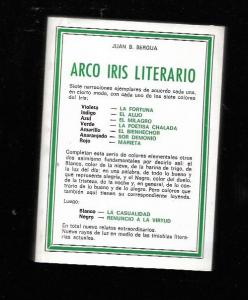 JUAN B. BERGUA
ARCO IRIS LITERARIO
Siete narraciones ejemplares de acuerdo cada una,
en cierto modo, con cada uno de los siete colores
del Iris:
Violeta — LA FORTUNA
Indigo — EL ALIJO
Azul — EL MILAGRO
Verde — LA POETISA CHALADA
Amarillo — EL BIENHECHOR
Anaranjado — SOR DEMONIO
Rojo — MARIETA
Completan esta serie de colores elementales otros
dos asimismo fundamentales por decirlo así: el
Blanco, color de la nieve, de la harina de trigo, de
la luz del día; en una palabra, de todo lo bueno y
que represente alegría, y el Negro, color del duelo,
de la tristeza, de la noche y, en general, de lo con-
trario de lo bueno y de lo alegre. Pero colores que
también aquí tienen su correspondiente leyenda.
Luego:
Blanco — LA CASUALIDAD
Negro — RENUNCIO A LA VIRTUD
En total nueve relatos extraordinarios.
Nueve rayos de luz en medio de las tinieblas litera-
rias actuales.